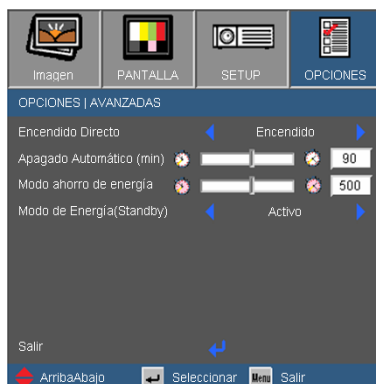 Imagen PANTALLA SETUP OPCIONES
OPCIONES | AVANZADAS
Encendido Directo Encendido
Apagado Automático (min) 90
Modo ahorro de energía 500
Modo de Energía(Standby) Activo
Salir
ArribaAbajo Seleccionar Menu Salir